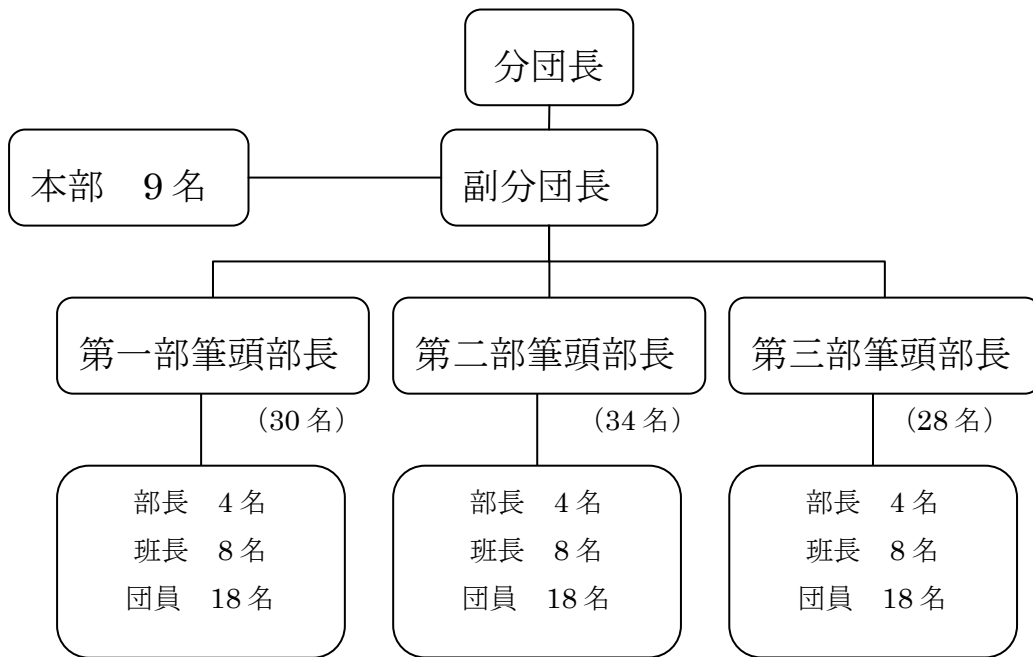 分団長
本部　9名
副分団長
第一部筆頭部長
第二部筆頭部長
第三部筆頭部長
（30名）
（34名）
（28名）
部長　4名
班長　8名
団員　18名
部長　4名
班長　8名
団員　18名
部長　4名
班長　8名
団員　18名